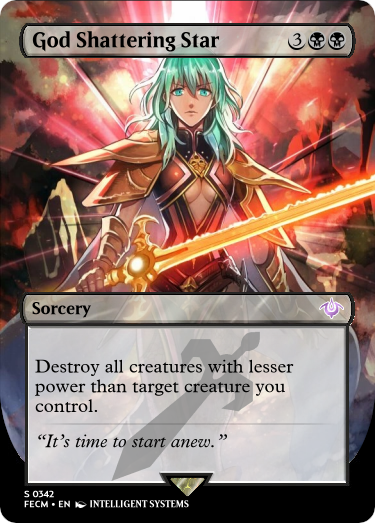 God Shattering Star 3
Sorcery
Destroy all creatures with lesser
power than target creature you
control.
“It’s time to start anew.”
S 0342
FECM • EN INTELLIGENT SYSTEMS